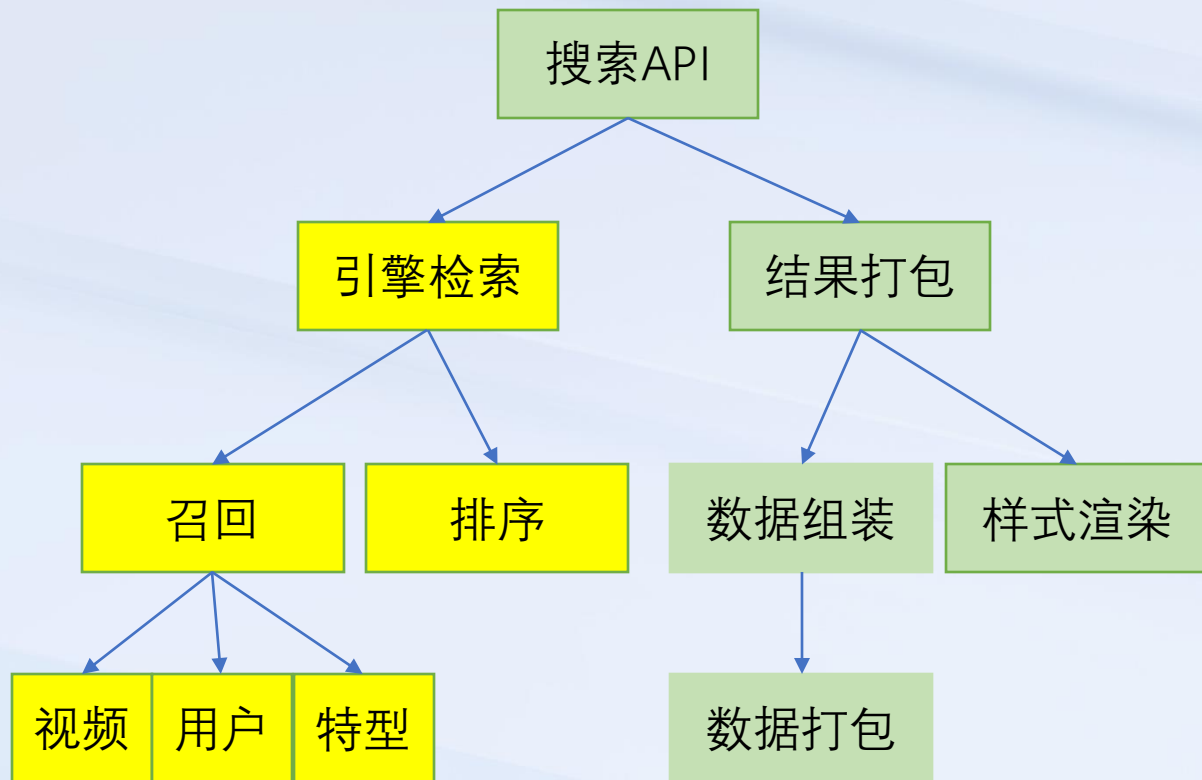 搜索API
引擎检索
结果打包
召回
排序
数据组装
样式渲染
视频
用户
特型
数据打包